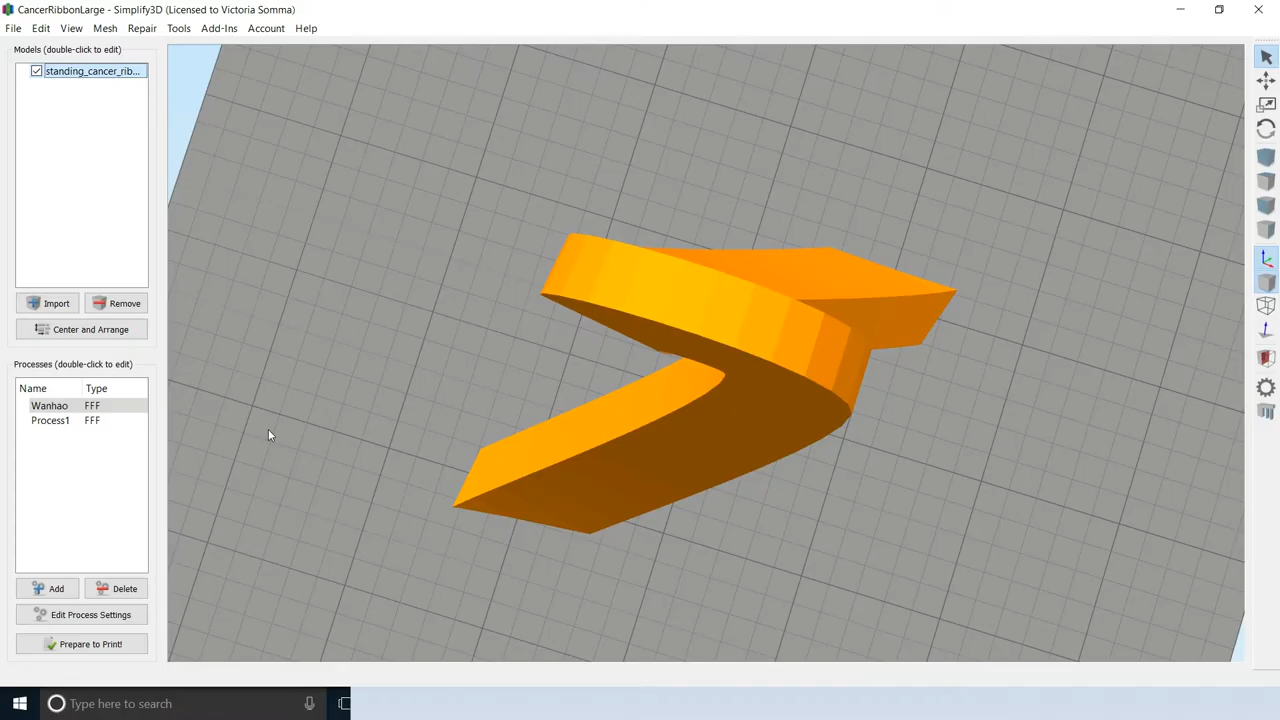 CancerRibbonLarge - Simplify3D (Licensed to Victoria Somma)
File Edit View Mesh Repair Tools Add-Ins Account Help
Models (double-click to edit)
standing_cancer_rib...
Import Remove
Center and Arrange
Processes (double-click to edit)
Name Type
Wanhao FFF
Process1 FFF
Add Delete
Edit Process Settings
Prepare to Print!
Type here to search